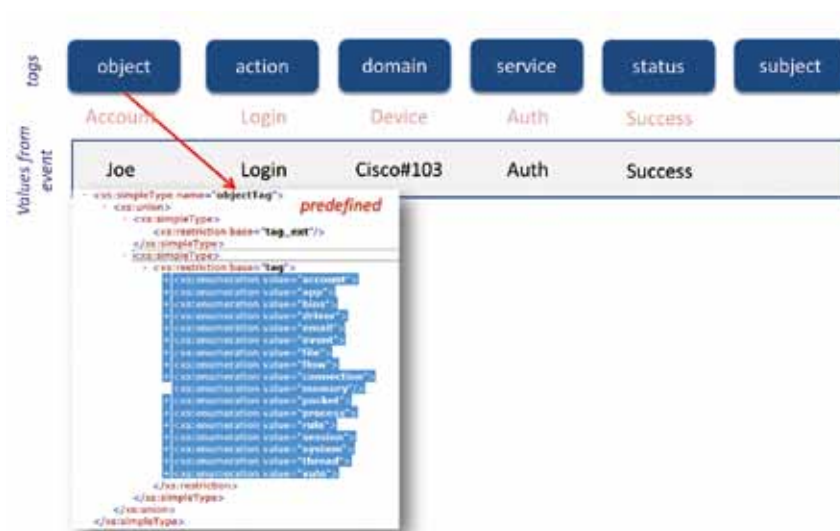 tags
object action domain service status subject
Account Login Device Auth Success
Values from event
Joe Login Cisco#103 Auth Success
- <xs:simpleType name="objectTag">
predefined
- <xs:union>
- <xs:simpleType>
<xs:restriction base="tag_ext"/>
</xs:simpleType>
- <xs:simpleType>
- <xs:restriction base="tag">
+ <xs:enumeration value="account">
+ <xs:enumeration value="app">
+ <xs:enumeration value="bios">
+ <xs:enumeration value="driver">
+ <xs:enumeration value="email">
+ <xs:enumeration value="event">
+ <xs:enumeration value="file">
+ <xs:enumeration value="flow">
+ <xs:enumeration value="connection">
<xs:enumeration value="memory"/>
+ <xs:enumeration value="packet">
+ <xs:enumeration value="process">
+ <xs:enumeration value="rule">
+ <xs:enumeration value="session">
+ <xs:enumeration value="system">
+ <xs:enumeration value="thread">
+ <xs:enumeration
</xs:restriction>
</xs:simpleType>
</xs:union>
</xs:simpleType>